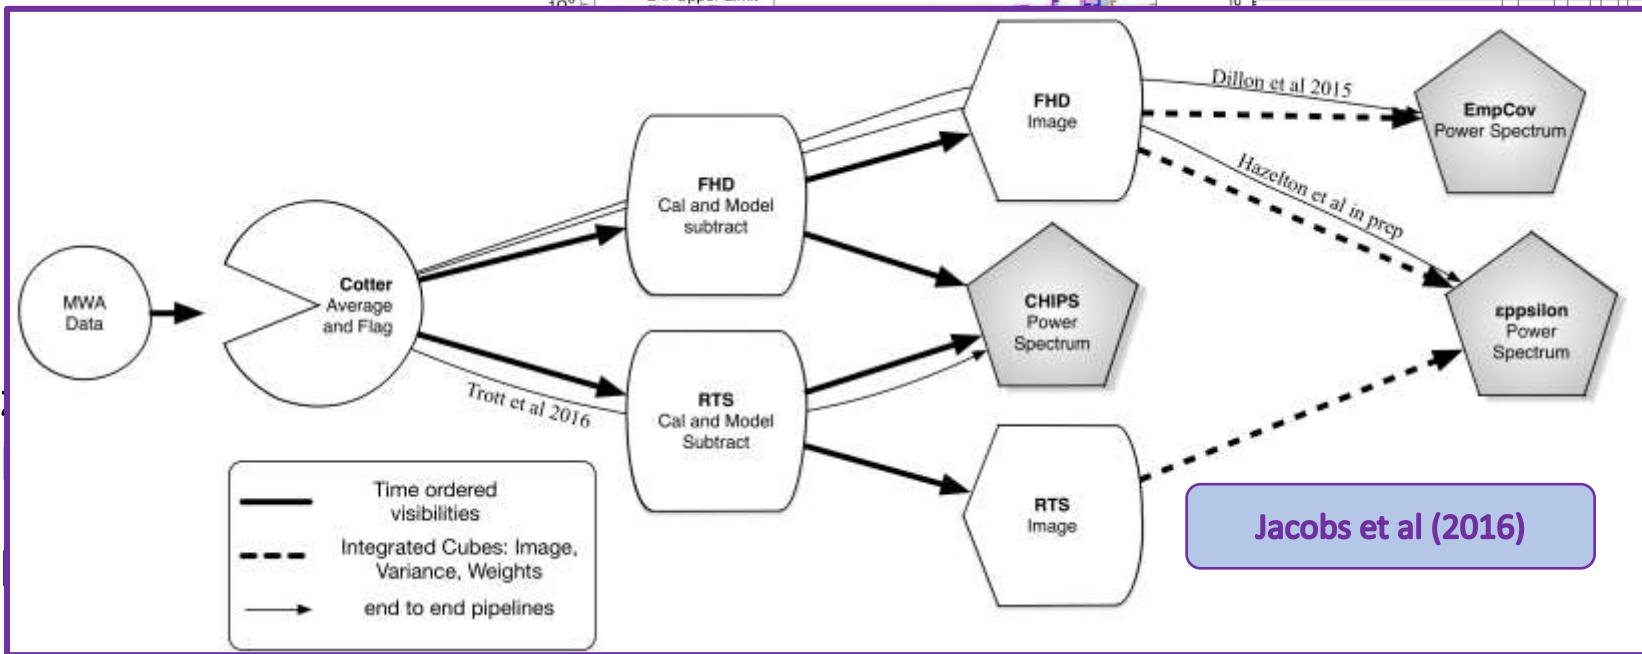 MWA
Data
Cotter
Average
and Flag
FHD
Cal and Model
subtract
RTS
Cal and Model
Subtract
Trott et al 2016
FHD
Image
CHIPS
Power
Spectrum
RTS
Image
Dillon et al 2015
Hazelton et al in prep
EmpCov
Power Spectrum
εppsilon
Power
Spectrum
Time ordered
visibilities
Integrated Cubes: Image,
Variance, Weights
end to end pipelines
Jacobs et al (2016)